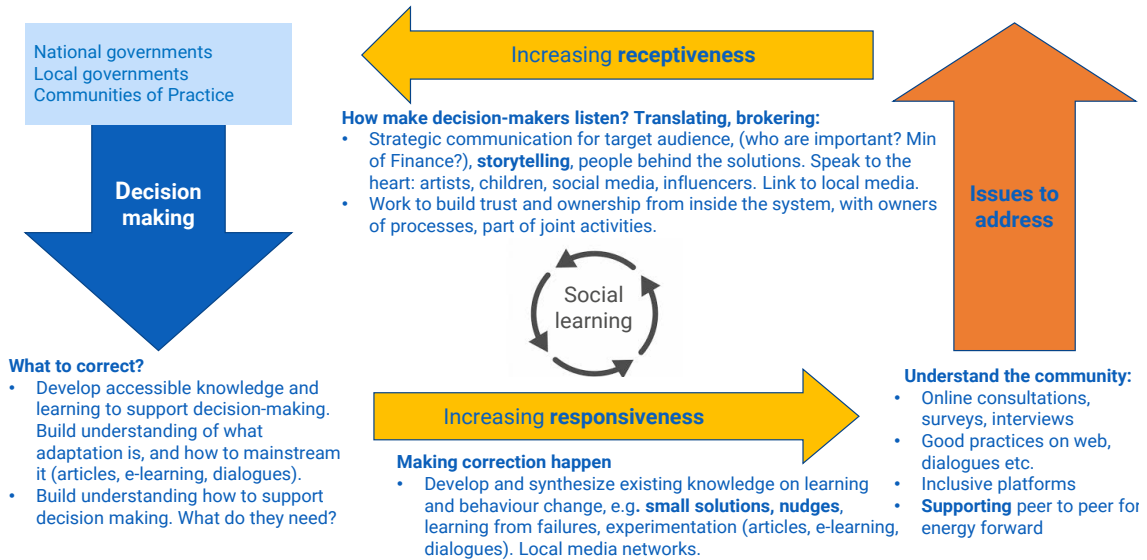 National governments
Local governments
Communities of Practice
Increasing receptiveness
How make decision-makers listen? Translating, brokering:
• Strategic communication for target audience, (who are important? Min
of Finance?), storytelling, people behind the solutions. Speak to the
heart: artists, children, social media, influencers. Link to local media.
• Work to build trust and ownership from inside the system, with owners
of processes, part of joint activities.
Decision
making
Issues to
address
Social
learning
What to correct?
• Develop accessible knowledge and
learning to support decision-making.
Build understanding of what
adaptation is, and how to mainstream
it (articles, e-learning, dialogues).
• Build understanding how to support
decision making. What do they need?
Increasing responsiveness
Making correction happen
• Develop and synthesize existing knowledge on learning
and behaviour change, e.g. small solutions, nudges,
learning from failures, experimentation (articles, e-learning,
dialogues). Local media networks.
Understand the community:
• Online consultations,
surveys, interviews
• Good practices on web,
dialogues etc.
• Inclusive platforms
• Supporting peer to peer for
energy forward